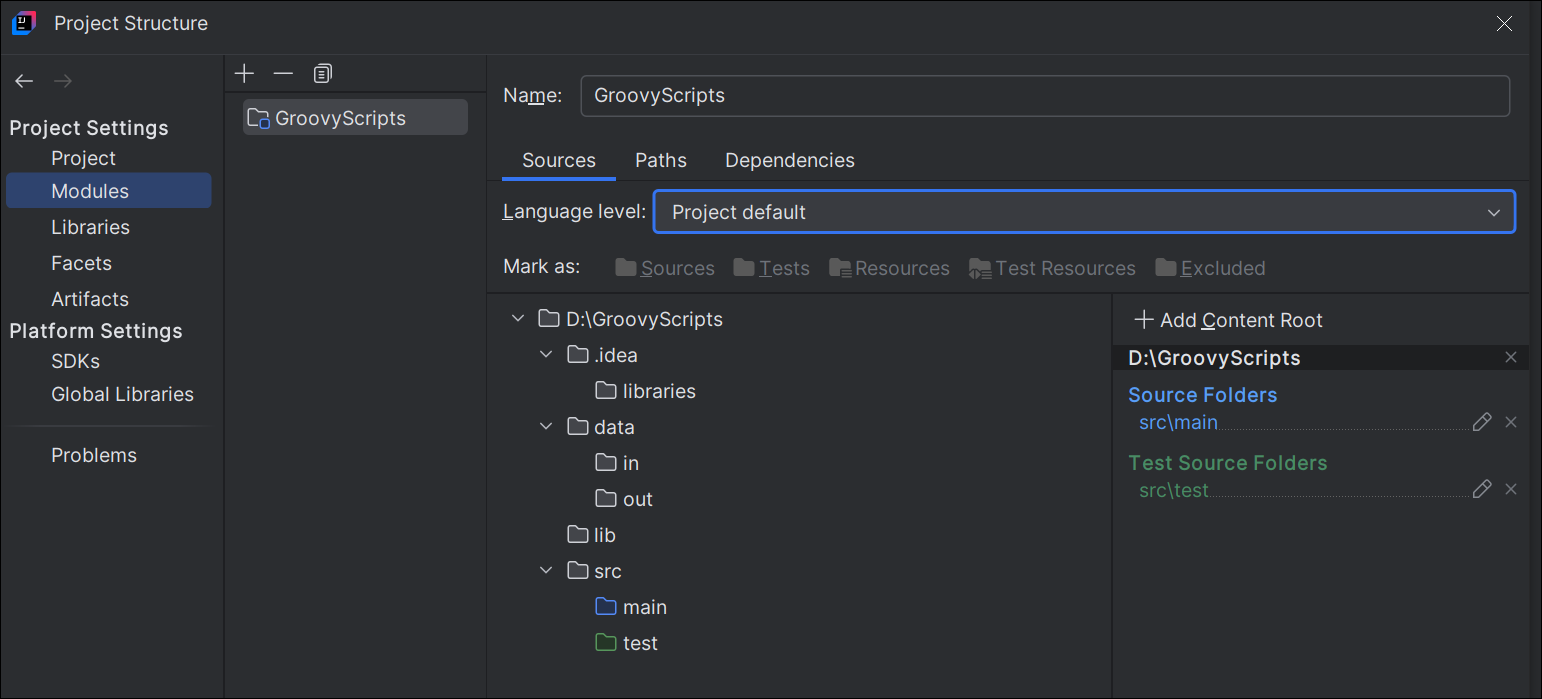 Project Structure
Project Settings
Project
Modules
Libraries
Facets
Artifacts
Platform Settings
SDKs
Global Libraries
Problems
GroovyScripts
Name: GroovyScripts
Sources Paths Dependencies
Language level: Project default
Mark as: Sources Tests Resources Test Resources Excluded
D:\GroovyScripts
.idea
libraries
data
in
out
lib
src
main
test
Add Content Root
D:\GroovyScripts
Source Folders
src\main
Test Source Folders
src\test